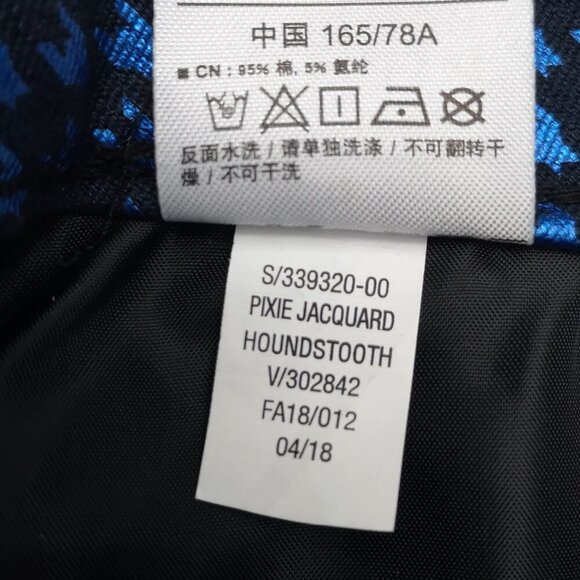 中国 165/78A
CN : 95% 棉, 5% 氨纶
反面水洗 / 请单独洗涤 / 不可翻转干
燥 / 不可干洗
S/339320-00
PIXIE JACQUARD
HOUNDSTOOTH
V/302842
FA18/012
04/18